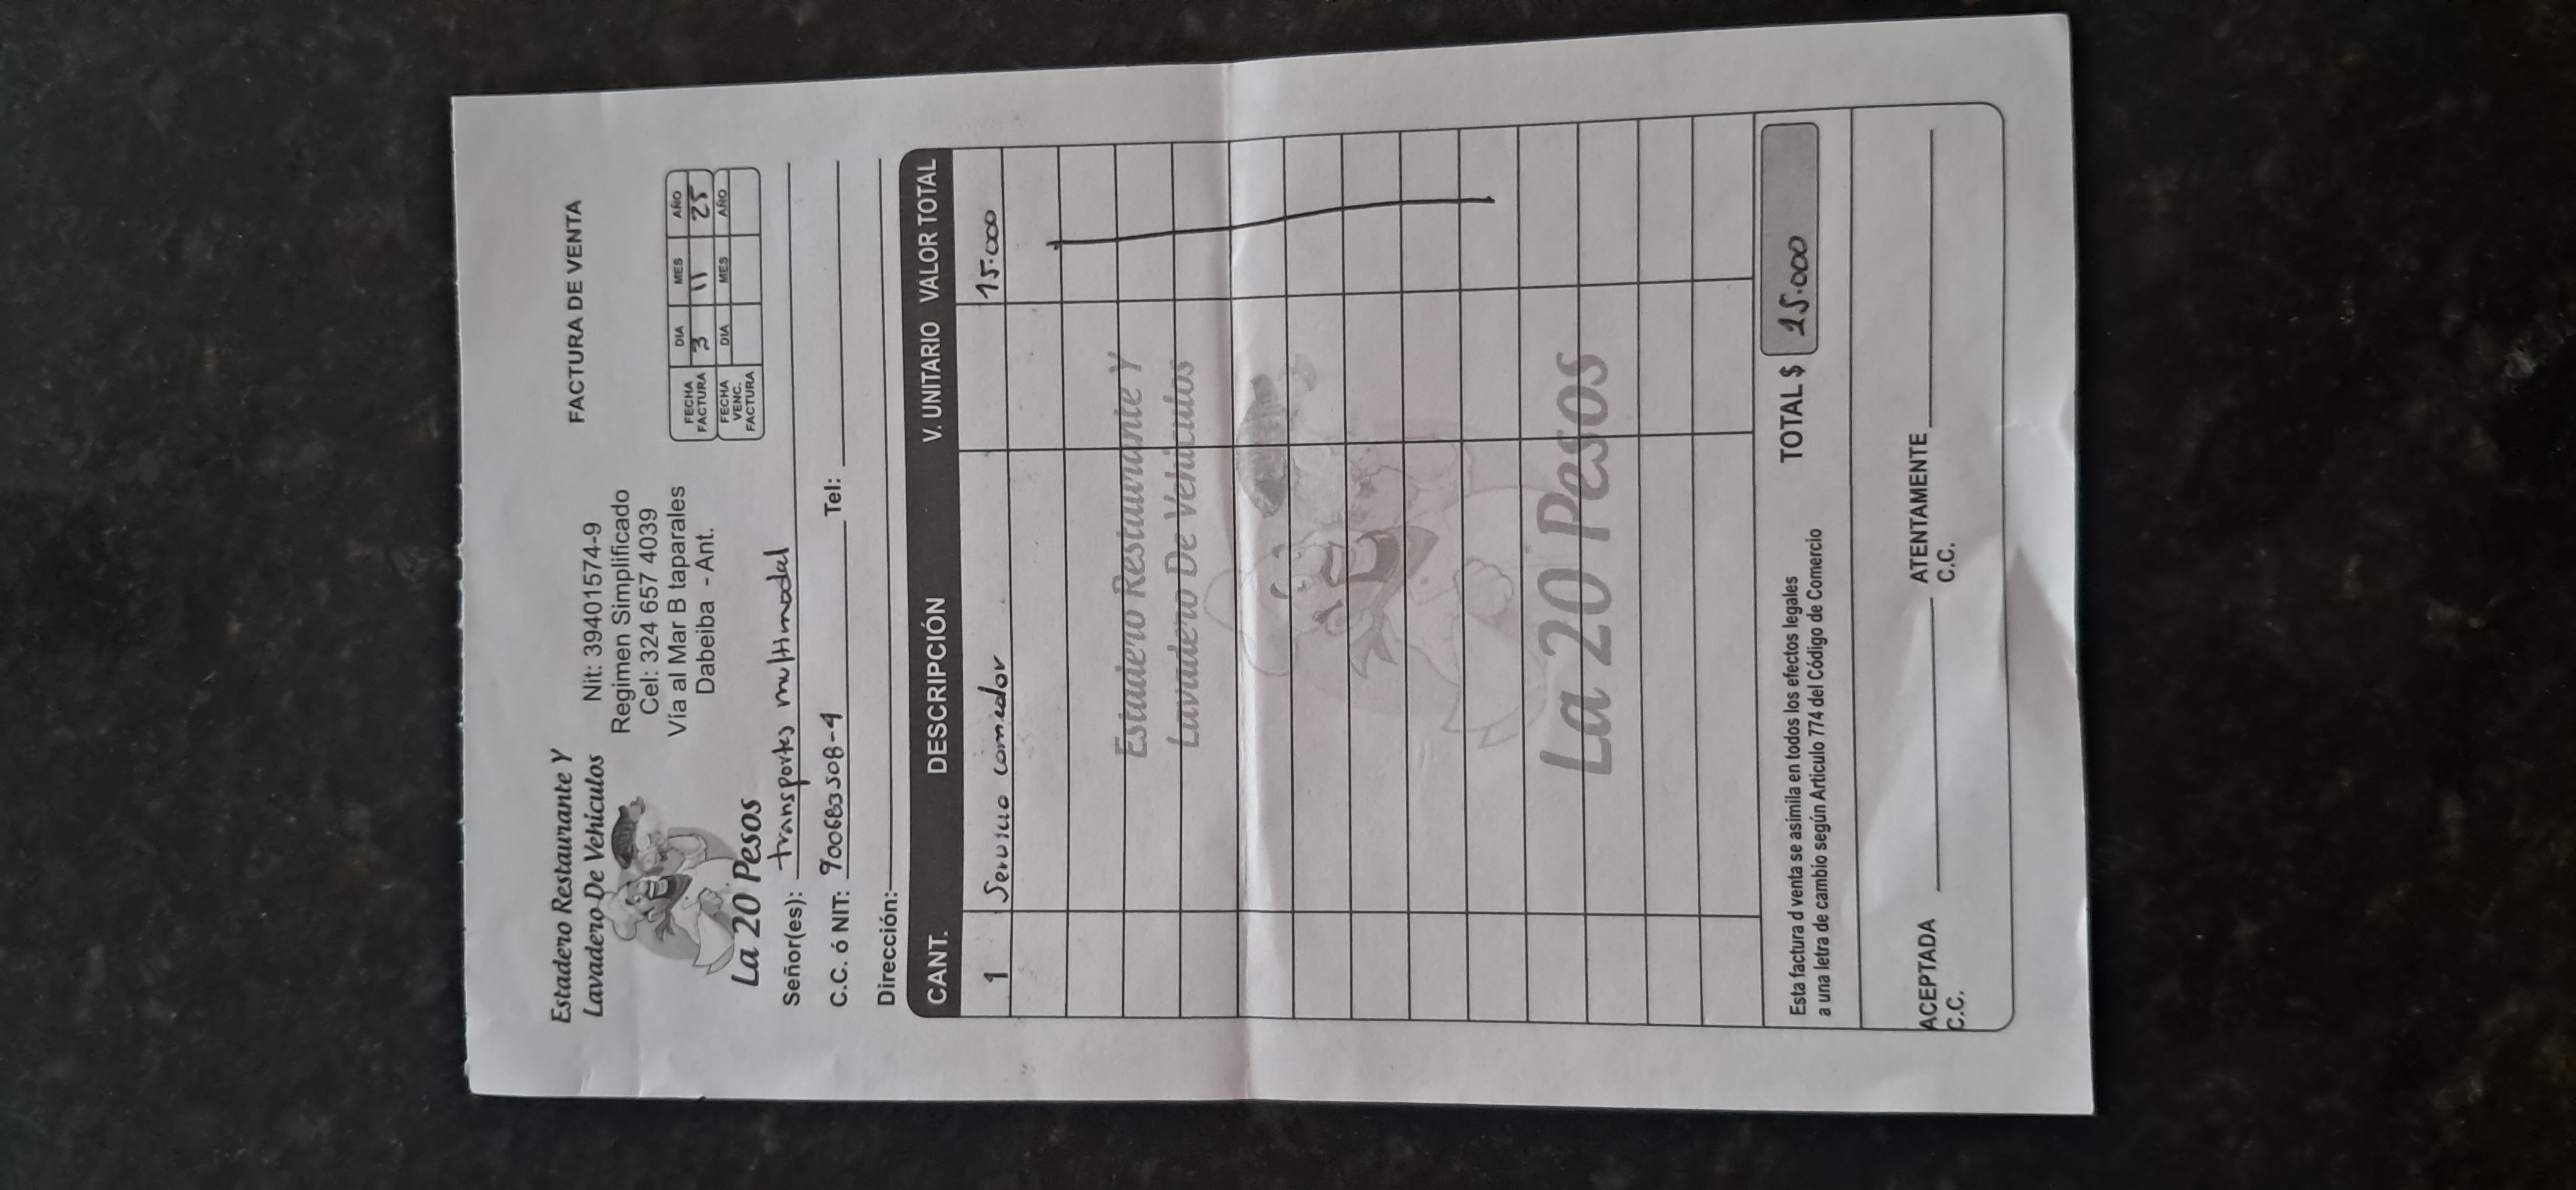 Estadero Restaurante Y
Lavadero De Vehículos
La 20 Pesos
Nit: 39401574-9
Regimen Simplificado
Cel: 324 657 4039
Vía al Mar B taparales
Dabeiba - Ant.
FACTURA DE VENTA
FECHA FACTURA DIA MES AÑO
3 11 25
FECHA VENC. FACTURA DIA MES AÑO
Señor(es): transportes multimodal
C.C. ó NIT: 900683508-4 Tel:
Dirección:
CANT. DESCRIPCIÓN V. UNITARIO VALOR TOTAL
1 Servicio comedor 15.000
Estadero Restaurante Y
Lavadero De Vehículos
La 20 Pesos
Esta factura d venta se asimila en todos los efectos legales
a una letra de cambio según Articulo 774 del Código de Comercio
TOTAL $ 15.000
ACEPTADA ATENTAMENTE
C.C. C.C.